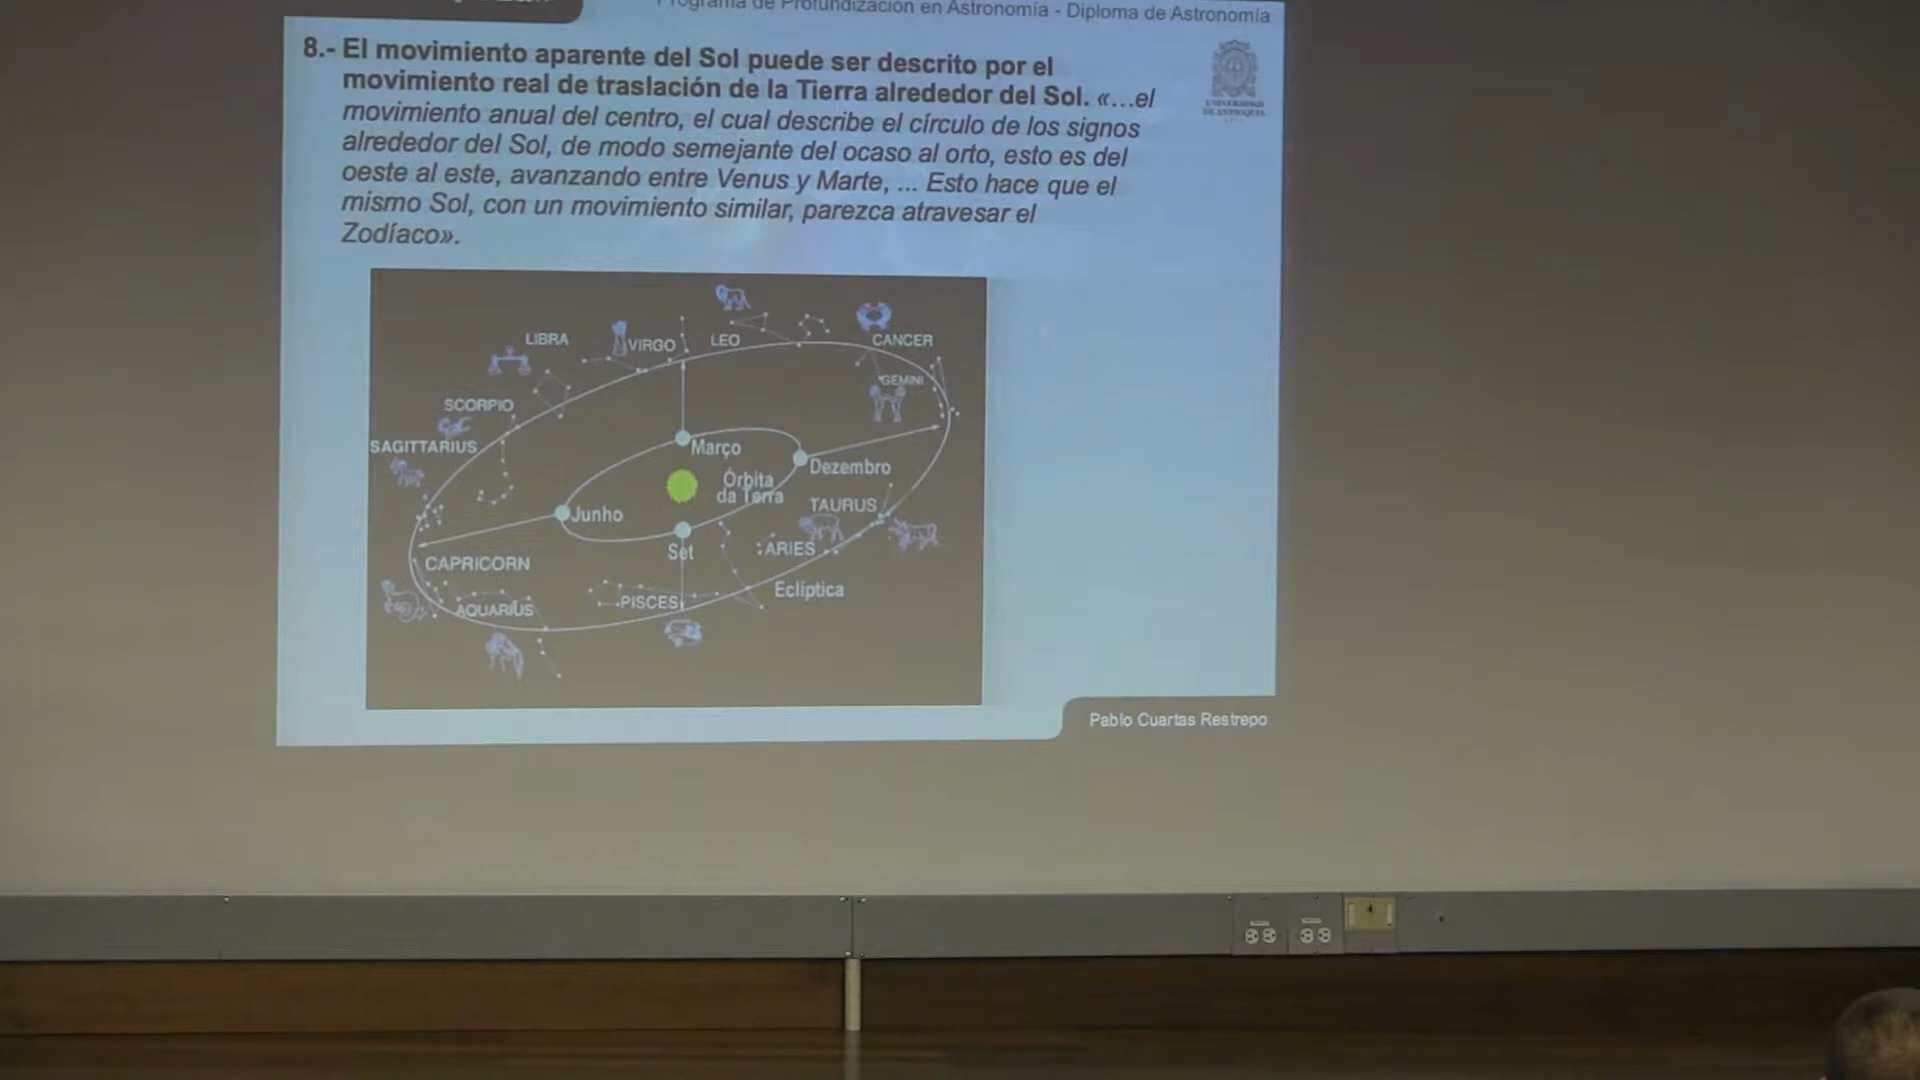 Programa de Profundización en Astronomía - Diploma de Astronomía
8.- El movimiento aparente del Sol puede ser descrito por el
movimiento real de traslación de la Tierra alrededor del Sol. «...el
movimiento anual del centro, el cual describe el círculo de los signos
alrededor del Sol, de modo semejante del ocaso al orto, esto es del
oeste al este, avanzando entre Venus y Marte, ... Esto hace que el
mismo Sol, con un movimiento similar, parezca atravesar el
Zodíaco».
UNIVERSIDAD
DE ANTIOQUIA
LIBRA
VIRGO
LEO
CANCER
GEMINI
SCORPIO
SAGITTARIUS
Março
Dezembro
Órbita
da Terra
Junho
TAURUS
Set
ARIES
CAPRICORN
Eclíptica
AQUARIUS
PISCES
Pablo Cuartas Restrepo